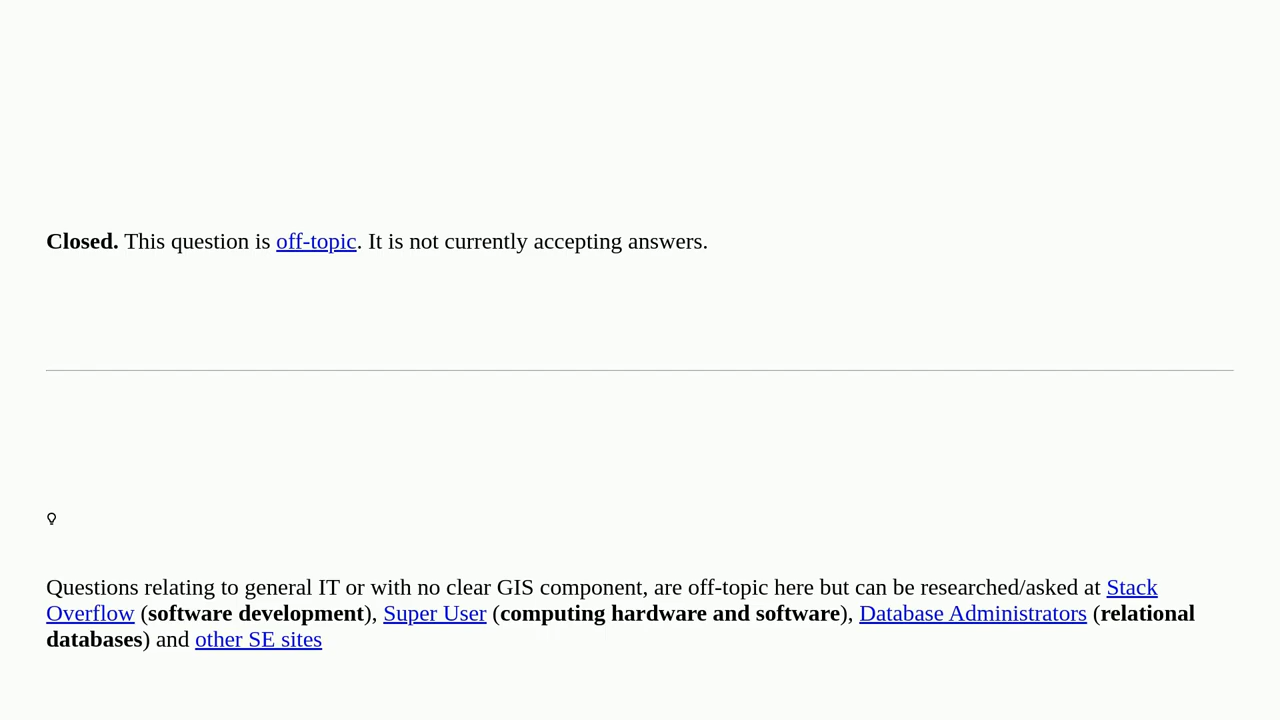 Closed. This question is off-topic. It is not currently accepting answers.
Questions relating to general IT or with no clear GIS component, are off-topic here but can be researched/asked at Stack
Overflow (software development), Super User (computing hardware and software), Database Administrators (relational
databases) and other SE sites